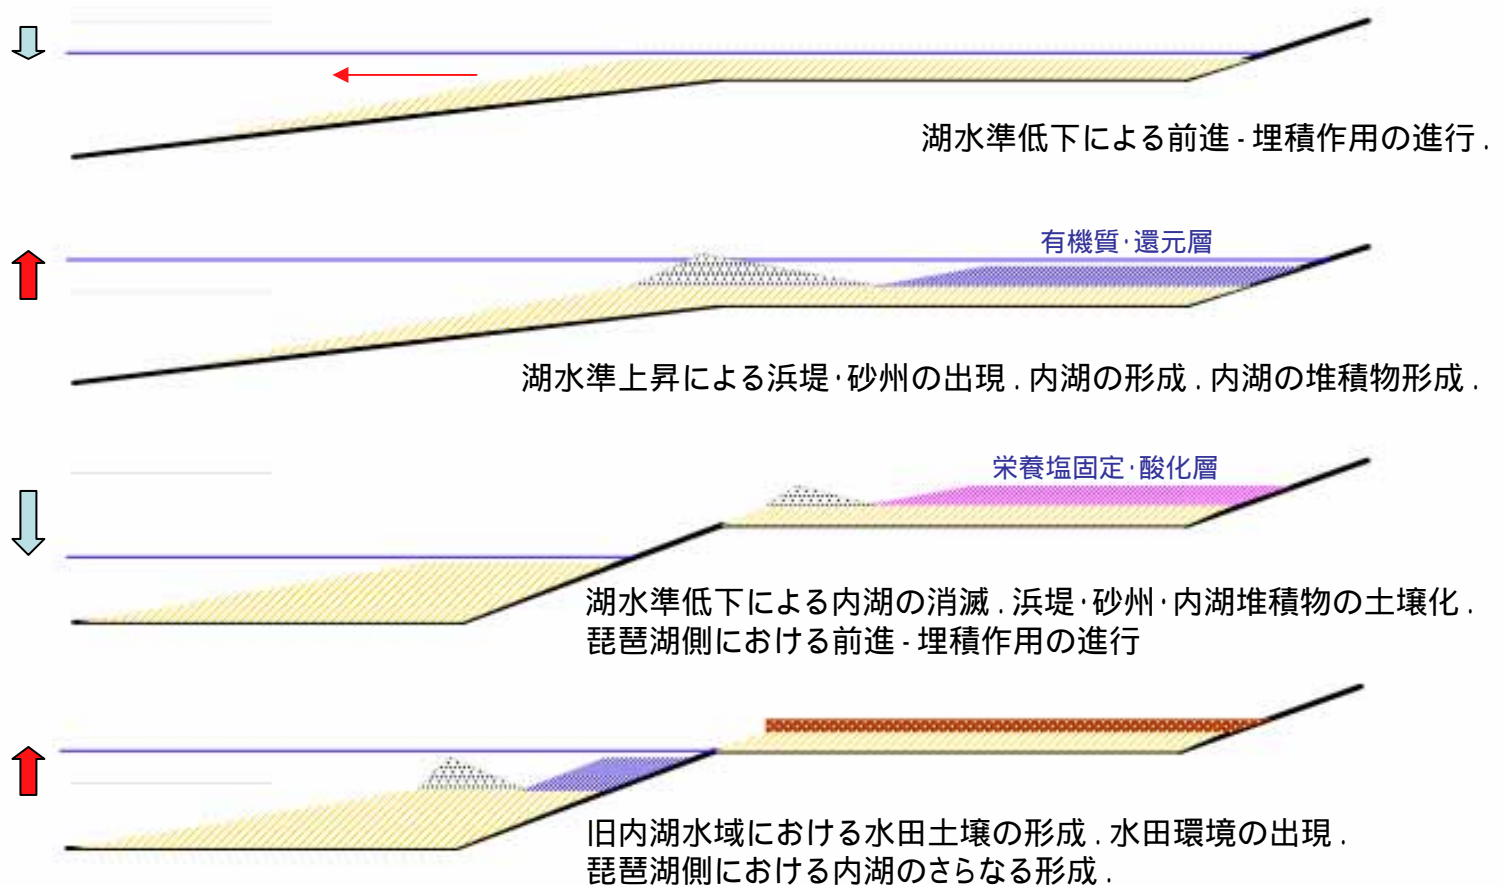 湖水準低下による前進-埋積作用の進行.
有機質・還元層
湖水準上昇による浜堤・砂州の出現.内湖の形成.内湖の堆積物形成.
栄養塩固定・酸化層
湖水準低下による内湖の消滅.浜堤・砂州・内湖堆積物の土壌化.
琵琶湖側における前進-埋積作用の進行
旧内湖水域における水田土壌の形成.水田環境の出現.
琵琶湖側における内湖のさらなる形成.